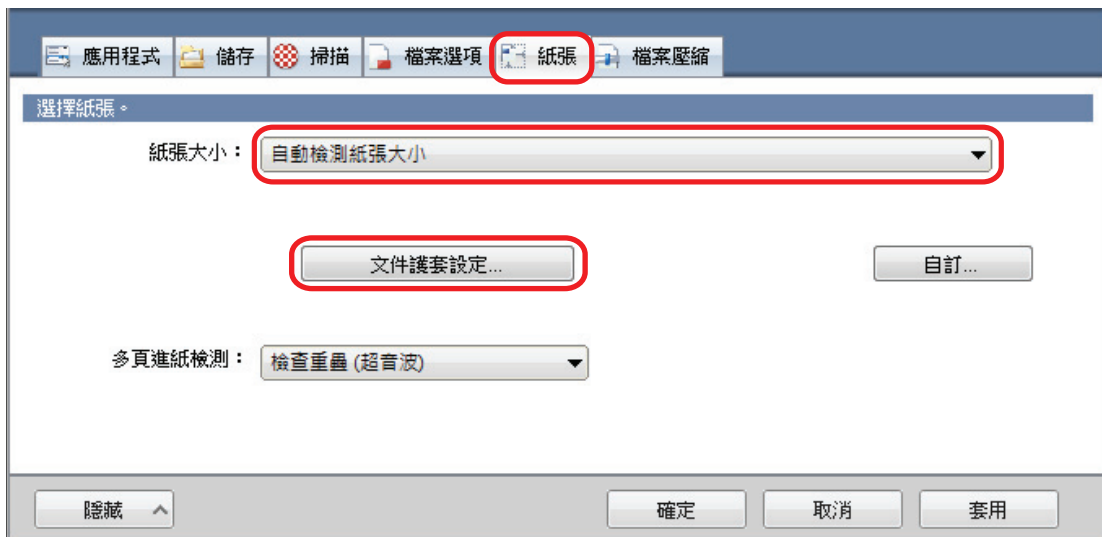 應用程式 儲存 掃描 檔案選項 紙張 檔案壓縮
選擇紙張。
紙張大小： 自動檢測紙張大小
文件護套設定... 自訂...
多頁進紙檢測： 檢查重疊 (超音波)
隱藏 確定 取消 套用